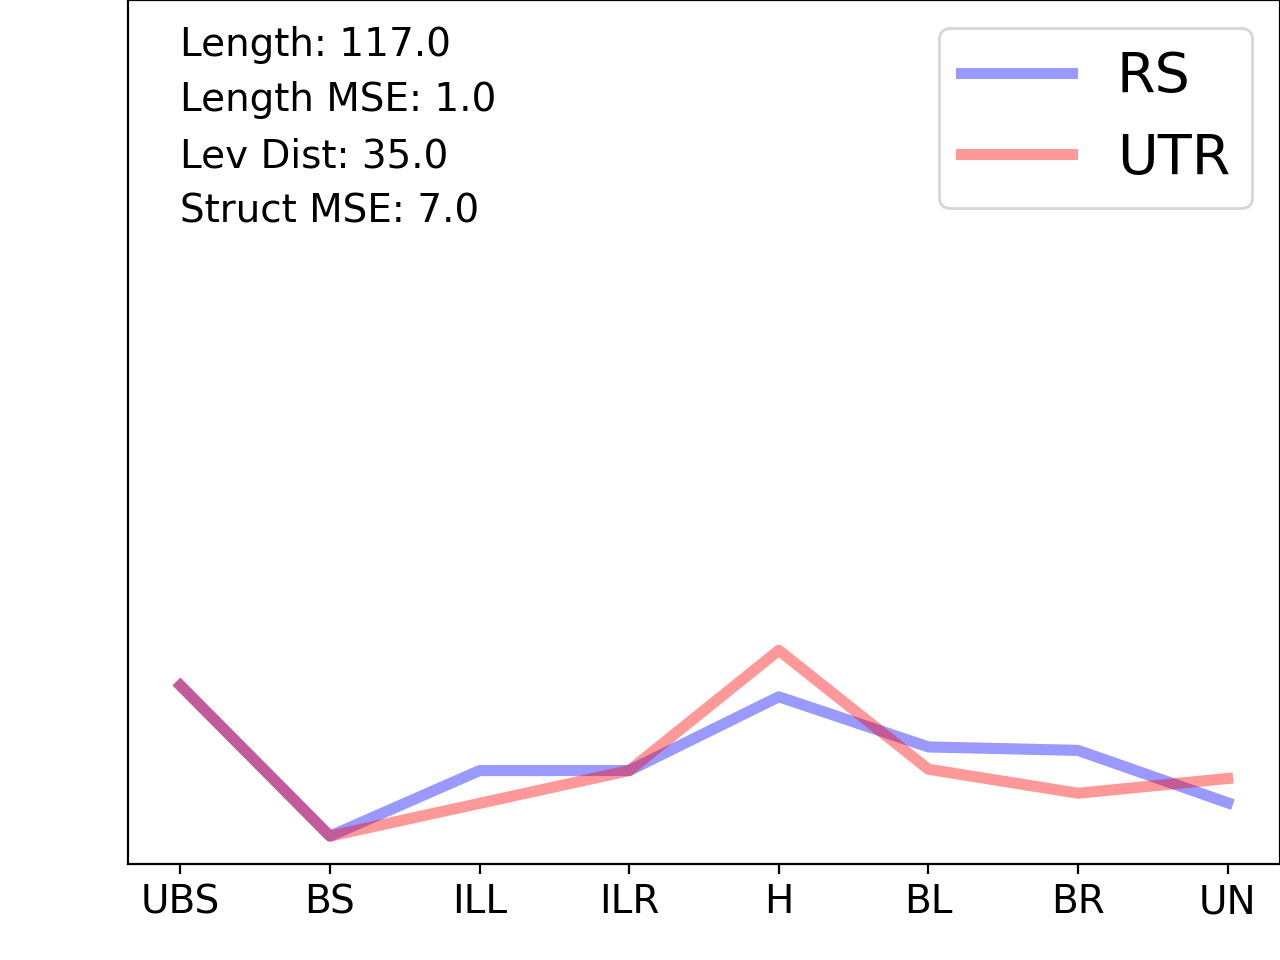 Length: 117.0
Length MSE: 1.0
Lev Dist: 35.0
Struct MSE: 7.0
RS
UTR
UBS BS ILL ILR H BL BR UN